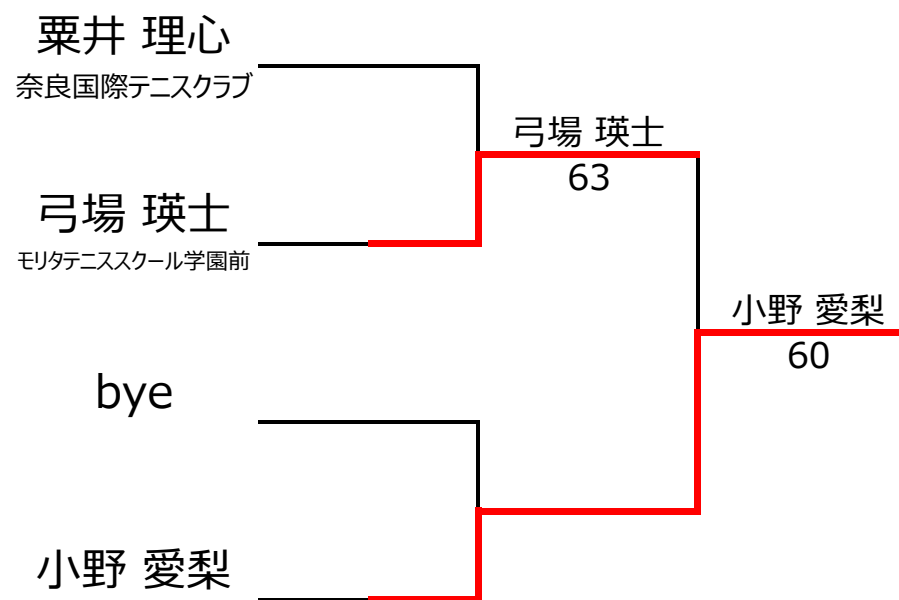 粟井 理心
奈良国際テニスクラブ
弓場 瑛士
63
弓場 瑛士
モリタテニススクール学園前
小野 愛梨
60
bye
小野 愛梨